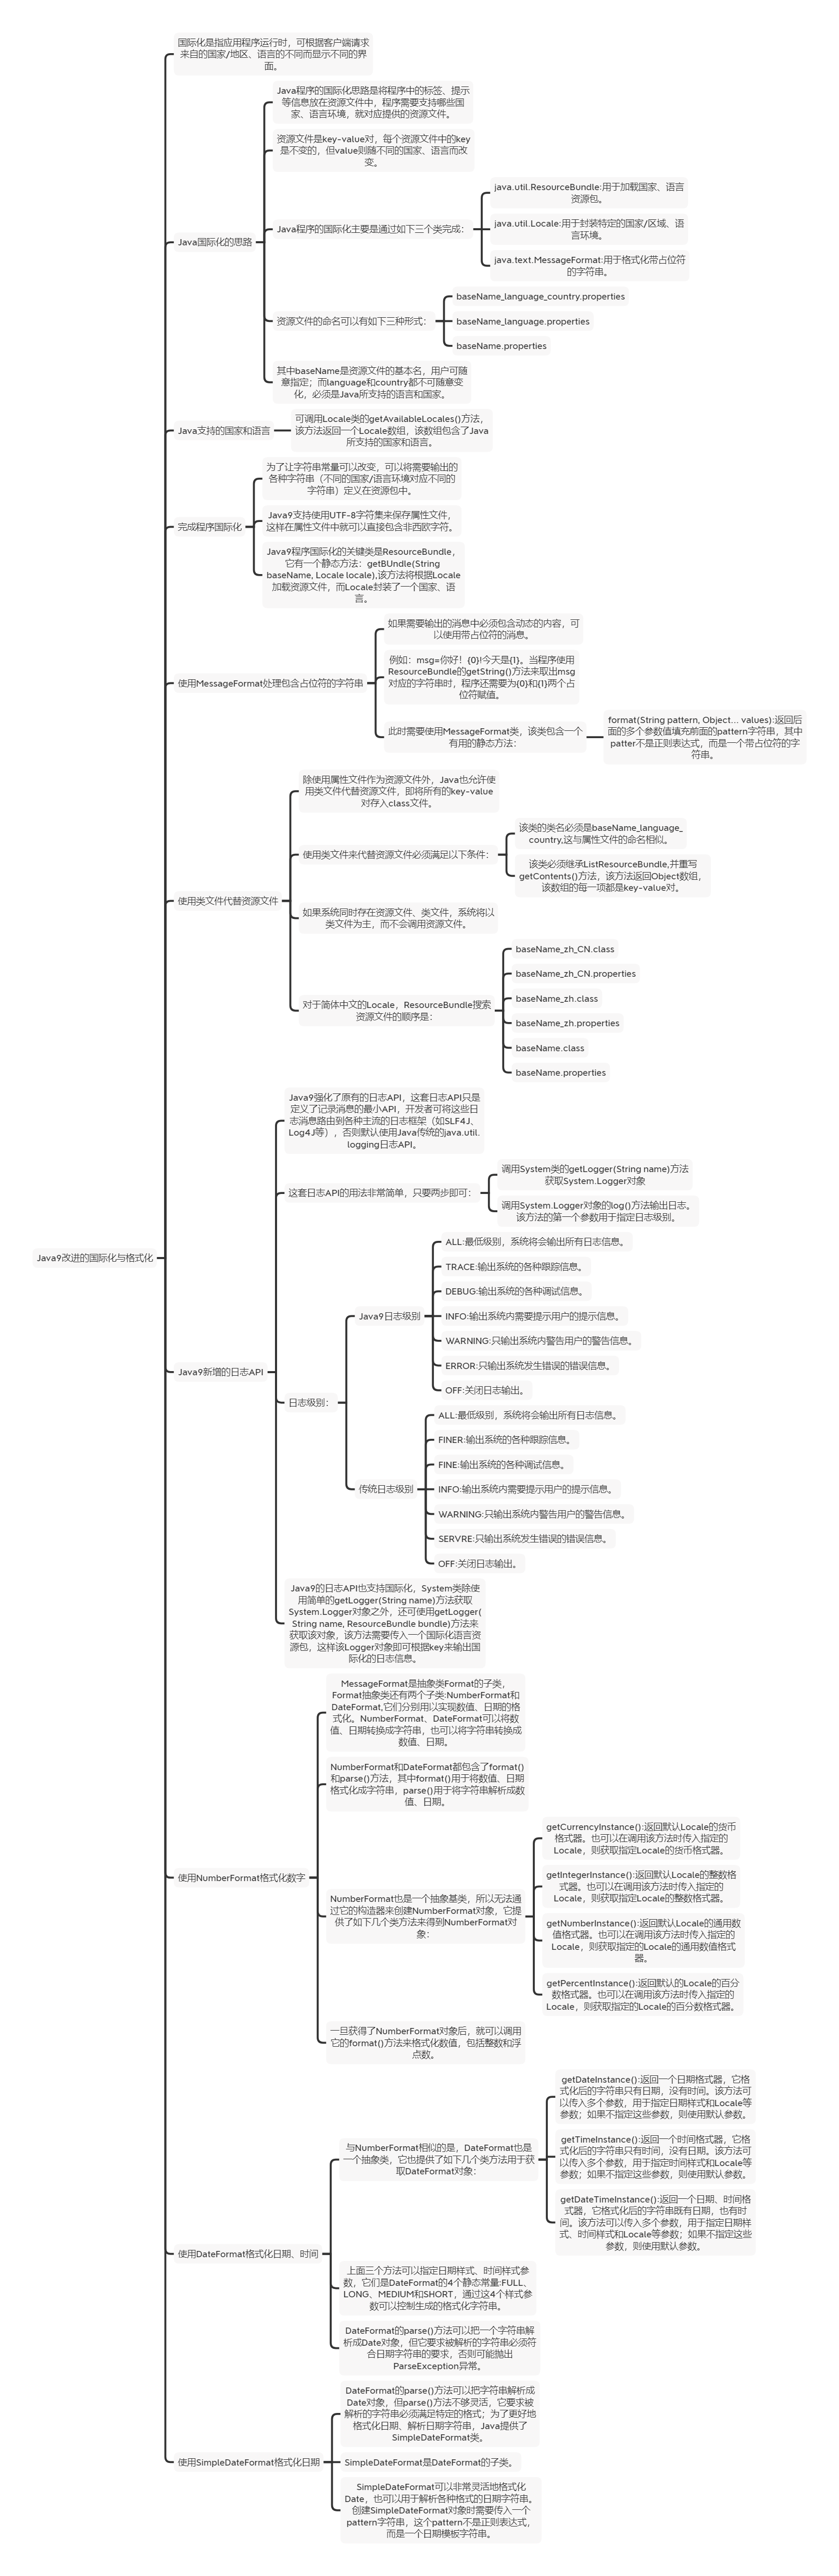 国际化是指应用程序运行时，可根据客户端请求
来自的国家/地区、语言的不同而显示不同的界
面。
Java程序的国际化思路是将程序中的标签、提示
等信息放在资源文件中，程序需要支持哪些国
家、语言环境，就对应提供的资源文件。
资源文件是key-value对，每个资源文件中的key
是不变的，但value则随不同的国家、语言而改
变。
Java国际化的思路
Java程序的国际化主要是通过如下三个类完成：
java.util.ResourceBundle:用于加载国家、语言
资源包。
java.util.Locale:用于封装特定的国家/区域、语
言环境。
java.text.MessageFormat:用于格式化带占位符
的字符串。
资源文件的命名可以有如下三种形式：
baseName_language_country.properties
baseName_language.properties
baseName.properties
其中baseName是资源文件的基本名，用户可随
意指定；而language和country都不可随意变
化，必须是Java所支持的语言和国家。
Java支持的国家和语言
可调用Locale类的getAvailableLocales()方法，
该方法返回一个Locale数组，该数组包含了Java
所支持的国家和语言。
完成程序国际化
为了让字符串常量可以改变，可以将需要输出的
各种字符串（不同的国家/语言环境对应不同的
字符串）定义在资源包中。
Java9支持使用UTF-8字符集来保存属性文件，
这样在属性文件中就可以直接包含非西欧字符。
Java9程序国际化的关键类是ResourceBundle，
它有一个静态方法：getBUndle(String
baseName, Locale locale),该方法将根据Locale
加载资源文件，而Locale封装了一个国家、语
言。
使用MessageFormat处理包含占位符的字符串
如果需要输出的消息中必须包含动态的内容，可
以使用带占位符的消息。
例如：msg=你好！{0}!今天是{1}。当程序使用
ResourceBundle的getString()方法来取出msg
对应的字符串时，程序还需要为{0}和{1}两个占
位符赋值。
此时需要使用MessageFormat类，该类包含一个
有用的静态方法：
format(String pattern, Object... values):返回后
面的多个参数值填充前面的pattern字符串，其中
patter不是正则表达式，而是一个带占位符的字
符串。
使用类文件代替资源文件
除使用属性文件作为资源文件外，Java也允许使
用类文件代替资源文件，即将所有的key-value
对存入class文件。
使用类文件来代替资源文件必须满足以下条件：
该类的类名必须是baseName_language_
country,这与属性文件的命名相似。
该类必须继承ListResourceBundle,并重写
getContents()方法，该方法返回Object数组，
该数组的每一项都是key-value对。
如果系统同时存在资源文件、类文件，系统将以
类文件为主，而不会调用资源文件。
对于简体中文的Locale，ResourceBundle搜索
资源文件的顺序是：
baseName_zh_CN.class
baseName_zh_CN.properties
baseName_zh.class
baseName_zh.properties
baseName.class
baseName.properties
Java9改进的国际化与格式化
Java9新增的日志API
Java9强化了原有的日志API，这套日志API只是
定义了记录消息的最小API，开发者可将这些日
志消息路由到各种主流的日志框架（如SLF4J、
Log4J等），否则默认使用Java传统的java.util.
logging日志API。
这套日志API的用法非常简单，只要两步即可：
调用System类的getLogger(String name)方法
获取System.Logger对象
调用System.Logger对象的log()方法输出日志。
该方法的第一个参数用于指定日志级别。
日志级别：
Java9日志级别
ALL:最低级别，系统将会输出所有日志信息。
TRACE:输出系统的各种跟踪信息。
DEBUG:输出系统的各种调试信息。
INFO:输出系统内需要提示用户的提示信息。
WARNING:只输出系统内警告用户的警告信息。
ERROR:只输出系统发生错误的错误信息。
OFF:关闭日志输出。
传统日志级别
ALL:最低级别，系统将会输出所有日志信息。
FINER:输出系统的各种跟踪信息。
FINE:输出系统的各种调试信息。
INFO:输出系统内需要提示用户的提示信息。
WARNING:只输出系统内警告用户的警告信息。
SERVRE:只输出系统发生错误的错误信息。
OFF:关闭日志输出。
Java9的日志API也支持国际化，System类除使
用简单的getLogger(String name)方法获取
System.Logger对象之外，还可使用getLogger(
String name, ResourceBundle bundle)方法来
获取该对象，该方法需要传入一个国际化语言资
源包，这样该Logger对象即可根据key来输出国
际化的日志信息。
使用NumberFormat格式化数字
MessageFormat是抽象类Format的子类，
Format抽象类还有两个子类:NumberFormat和
DateFormat,它们分别用以实现数值、日期的格
式化。NumberFormat、DateFormat可以将数
值、日期转换成字符串，也可以将字符串转换成
数值、日期。
NumberFormat和DateFormat都包含了format()
和parse()方法，其中format()用于将数值、日期
格式化成字符串，parse()用于将字符串解析成数
值、日期。
NumberFormat也是一个抽象基类，所以无法通
过它的构造器来创建NumberFormat对象，它提
供了如下几个类方法来得到NumberFormat对
象：
getCurrencyInstance():返回默认Locale的货币
格式器。也可以在调用该方法时传入指定的
Locale，则获取指定Locale的货币格式器。
getIntegerInstance():返回默认Locale的整数格
式器。也可以在调用该方法时传入指定的
Locale，则获取指定Locale的整数格式器。
getNumberInstance():返回默认Locale的通用数
值格式器。也可以在调用该方法时传入指定的
Locale，则获取指定的Locale的通用数值格式
器。
getPercentInstance():返回默认的Locale的百分
数格式器。也可以在调用该方法时传入指定的
Locale，则获取指定的Locale的百分数格式器。
一旦获得了NumberFormat对象后，就可以调用
它的format()方法来格式化数值，包括整数和浮
点数。
使用DateFormat格式化日期、时间
与NumberFormat相似的是，DateFormat也是
一个抽象类，它也提供了如下几个类方法用于获
取DateFormat对象：
getDateInstance():返回一个日期格式器，它格
式化后的字符串只有日期，没有时间。该方法可
以传入多个参数，用于指定日期样式和Locale等
参数；如果不指定这些参数，则使用默认参数。
getTimeInstance():返回一个时间格式器，它格
式化后的字符串只有时间，没有日期。该方法可
以传入多个参数，用于指定时间样式和Locale等
参数；如果不指定这些参数，则使用默认参数。
getDateTimeInstance():返回一个日期、时间格
式器，它格式化后的字符串既有日期，也有时
间。该方法可以传入多个参数，用于指定日期样
式、时间样式和Locale等参数；如果不指定这些
参数，则使用默认参数。
上面三个方法可以指定日期样式、时间样式参
数，它们是DateFormat的4个静态常量:FULL、
LONG、MEDIUM和SHORT，通过这4个样式参
数可以控制生成的格式化字符串。
DateFormat的parse()方法可以把一个字符串解
析成Date对象，但它要求被解析的字符串必须符
合日期字符串的要求，否则可能抛出
ParseException异常。
使用SimpleDateFormat格式化日期
DateFormat的parse()方法可以把字符串解析成
Date对象，但parse()方法不够灵活，它要求被
解析的字符串必须满足特定的格式；为了更好地
格式化日期、解析日期字符串，Java提供了
SimpleDateFormat类。
SimpleDateFormat是DateFormat的子类。
SimpleDateFormat可以非常灵活地格式化
Date，也可以用于解析各种格式的日期字符串。
创建SimpleDateFormat对象时需要传入一个
pattern字符串，这个pattern不是正则表达式，
而是一个日期模板字符串。